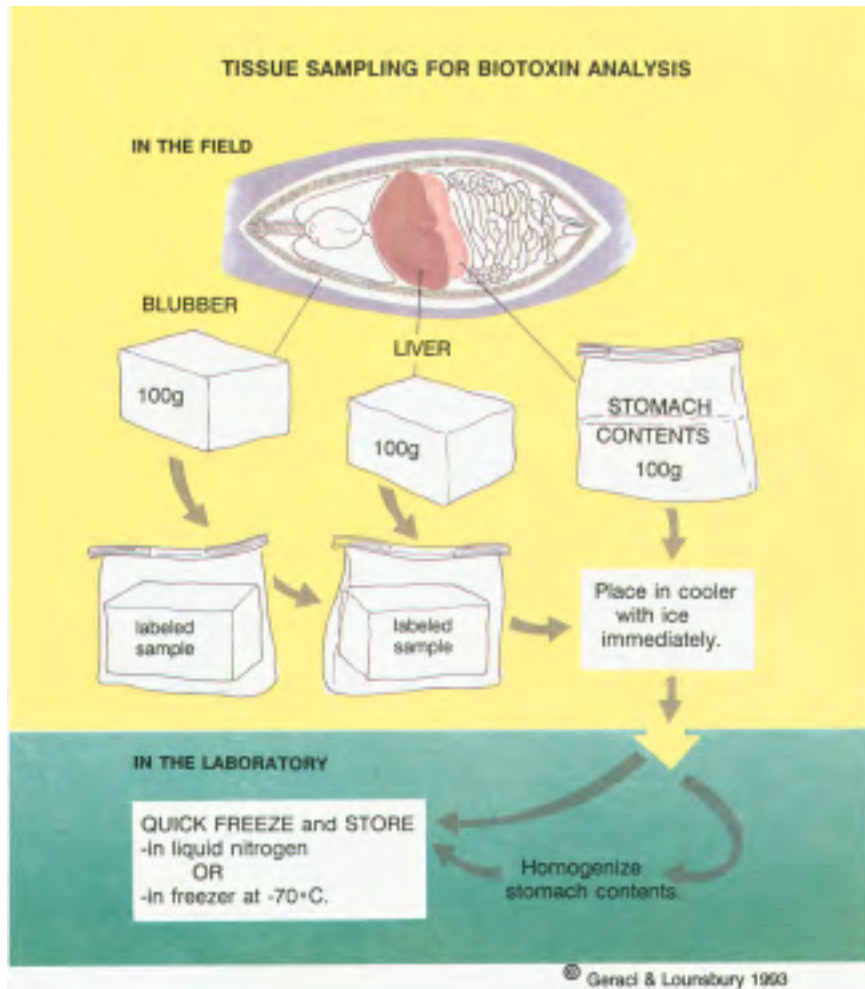 TISSUE SAMPLING FOR BIOTOXIN ANALYSIS
IN THE FIELD
BLUBBER
100g
LIVER
100g
STOMACH
CONTENTS
100g
labeled
sample
labeled
sample
Place in cooler
with ice
immediately.
IN THE LABORATORY
QUICK FREEZE and STORE
-in liquid nitrogen
OR
-in freezer at -70•C.
Homogenize
stomach contents.
© Geraci & Lounsbury 1993